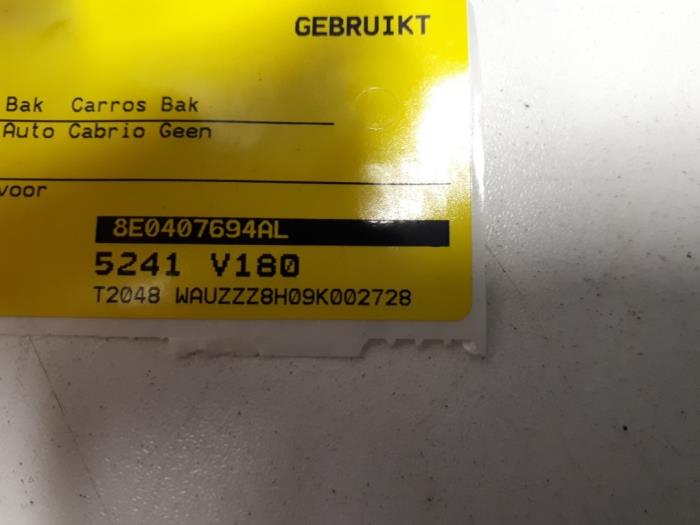 GEBRUIKT
Bak Carros Bak
Auto Cabrio Geen
voor
8E0407694AL
5241 V180
T2048 WAUZZZ8H09K002728